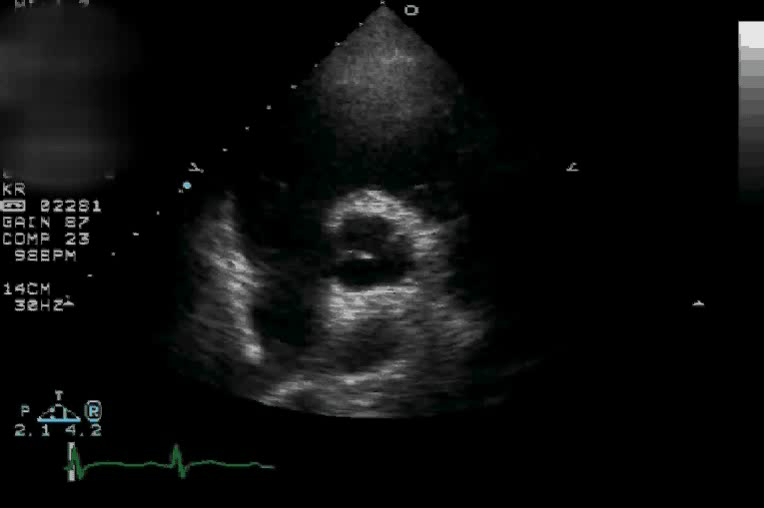 KR
02281
GAIN 87
COMP 23
98BPM
14CM
30HZ
T
P R
2.1 4.2